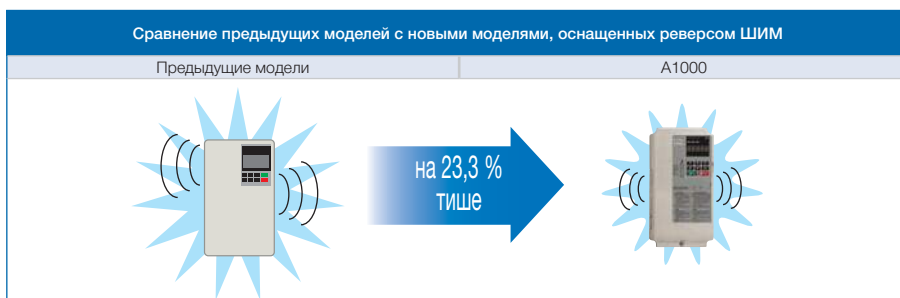 Сравнение предыдущих моделей с новыми моделями, оснащенных реверсом ШИМ
Предыдущие модели
A1000
на 23,3 %
тише